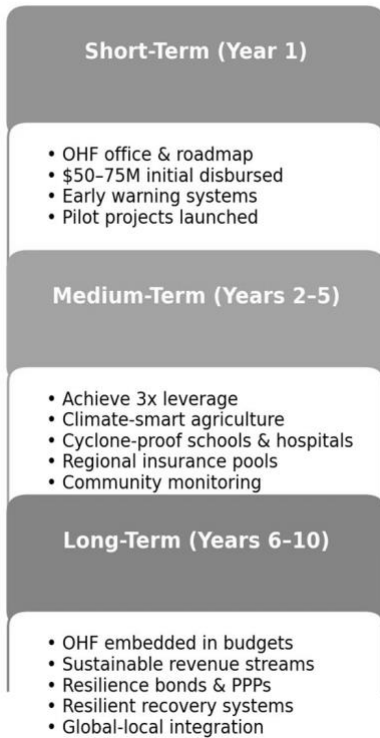 Short-Term (Year 1)
• OHF office & roadmap
• $50–75M initial disbursed
• Early warning systems
• Pilot projects launched
Medium-Term (Years 2–5)
• Achieve 3x leverage
• Climate-smart agriculture
• Cyclone-proof schools & hospitals
• Regional insurance pools
• Community monitoring
Long-Term (Years 6–10)
• OHF embedded in budgets
• Sustainable revenue streams
• Resilience bonds & PPPs
• Resilient recovery systems
• Global-local integration